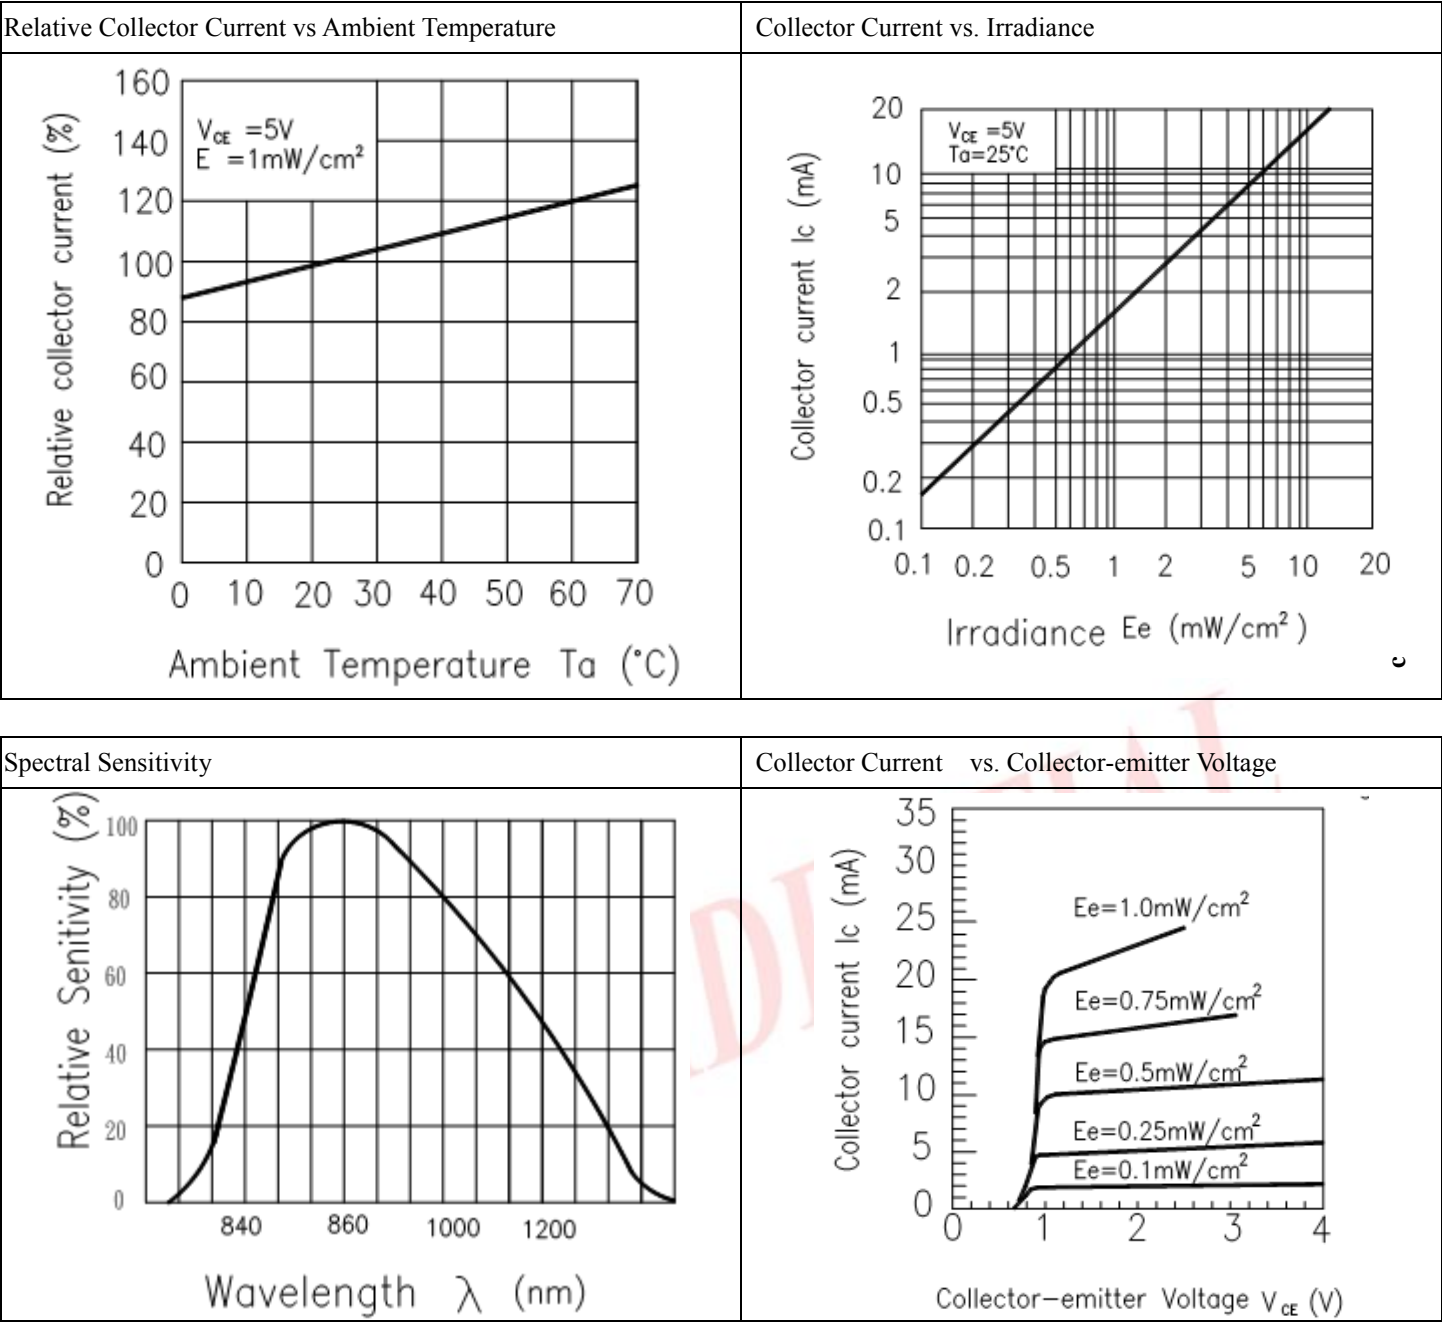 Relative Collector Current vs Ambient Temperature
Relative collector current (%)
160
140
120
100
80
60
40
20
0
V CE =5V
E =1mW/cm²
0 10 20 30 40 50 60 70
Ambient Temperature Ta (°C)
Collector Current vs. Irradiance
Collector current Ic (mA)
20
10
5
2
1
0.5
0.2
0.1
V CE =5V
Ta=25°C
0.1 0.2 0.5 1 2 5 10 20
Irradiance Ee (mW/cm²)
Spectral Sensitivity
Relative Senitivity (%)
100
80
60
40
20
0
840 860 1000 1200
Wavelength λ (nm)
Collector Current vs. Collector-emitter Voltage
Collector current Ic (mA)
35
30
25
20
15
10
5
0
Ee=1.0mW/cm²
Ee=0.75mW/cm²
Ee=0.5mW/cm²
Ee=0.25mW/cm²
Ee=0.1mW/cm²
0 1 2 3 4
Collector-emitter Voltage V CE (V)